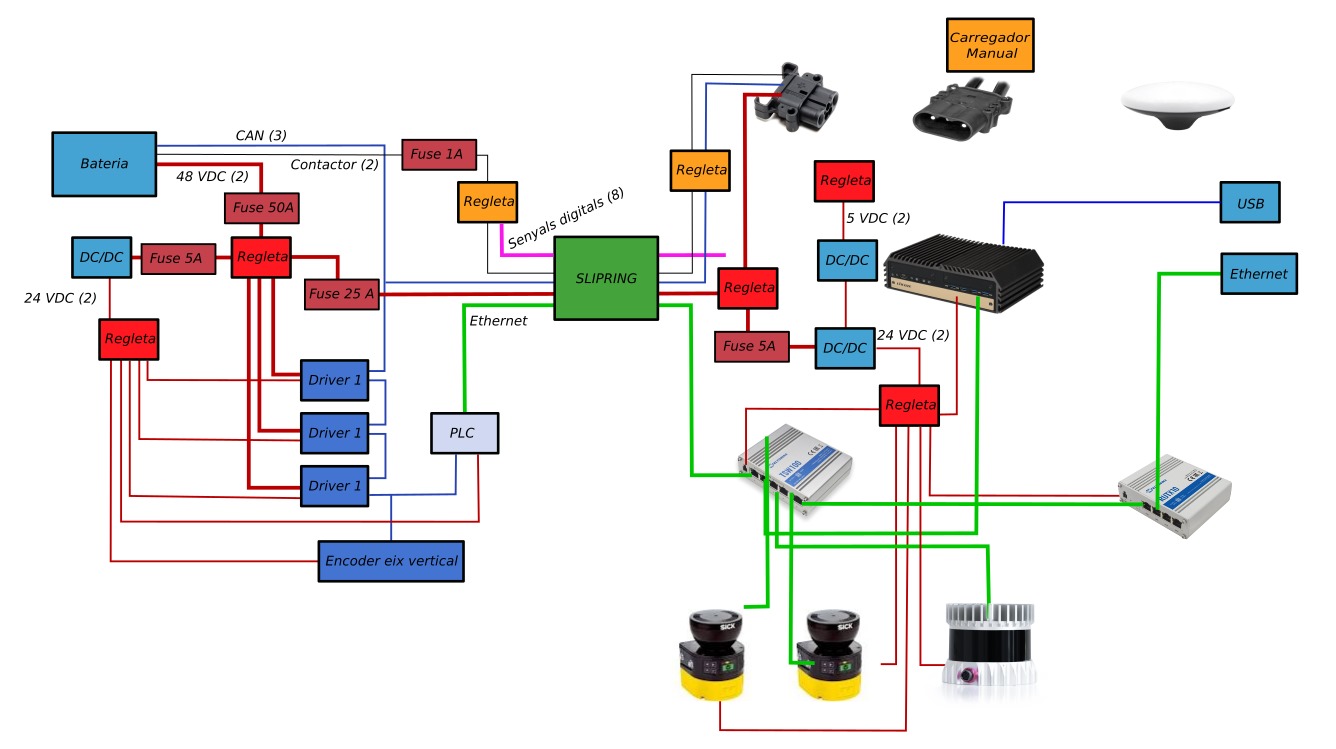 Carregador
Manual
Bateria
CAN (3)
Contactor (2)
48 VDC (2)
Fuse 1A
Regleta
Regleta
Regleta
Fuse 50A
Senyals digitals (8)
5 VDC (2)
USB
DC/DC
Fuse 5A
Regleta
SLIPRING
DC/DC
Ethernet
24 VDC (2)
Fuse 25 A
Regleta
Ethernet
Regleta
Fuse 5A
DC/DC
24 VDC (2)
Driver 1
Regleta
Driver 1
PLC
Driver 1
TSW100
RUTX10
Encoder eix vertical
SICK
SICK